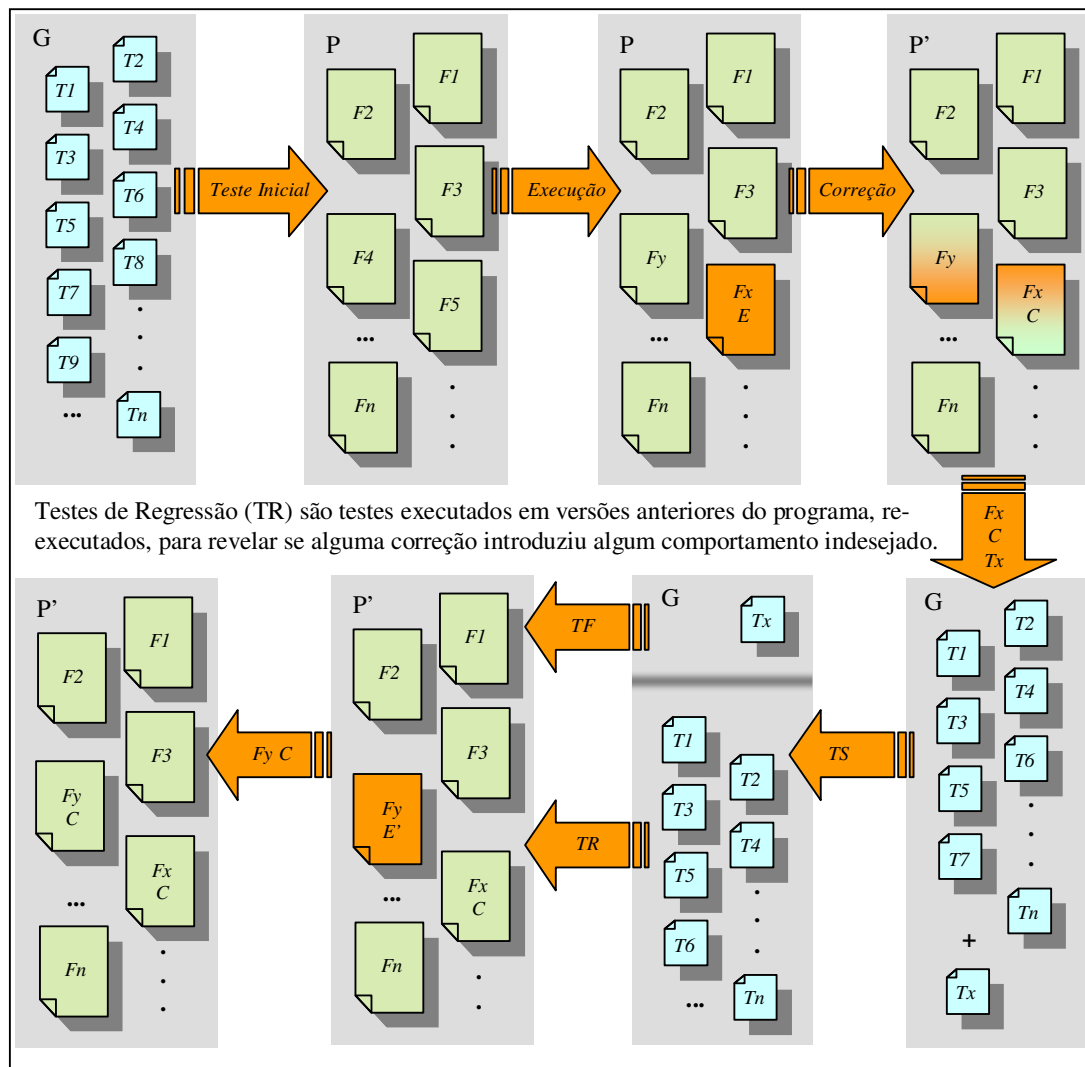 G
T1
T2
T3
T4
T5
T6
T7
T8
T9
...
Tn
Teste Inicial
P
F1
F2
F3
F4
F5
...
Fn
Execução
P
F1
F2
F3
Fy
Fx
E
...
Fn
Correção
P’
F1
F2
F3
Fy
Fx
C
...
Fn
Testes de Regressão (TR) são testes executados em versões anteriores do programa, re-
executados, para revelar se alguma correção introduziu algum comportamento indesejado.
Fx
C
Tx
G
T2
T1
T4
T3
T6
T5
T7
Tn
+
Tx
TS
G
Tx
T1
T2
T3
T4
T5
T6
...
Tn
TF
TR
P’
F1
F2
F3
Fy
E’
Fx
C
...
Fn
Fy C
P’
F1
F2
F3
Fy
C
Fx
C
...
Fn